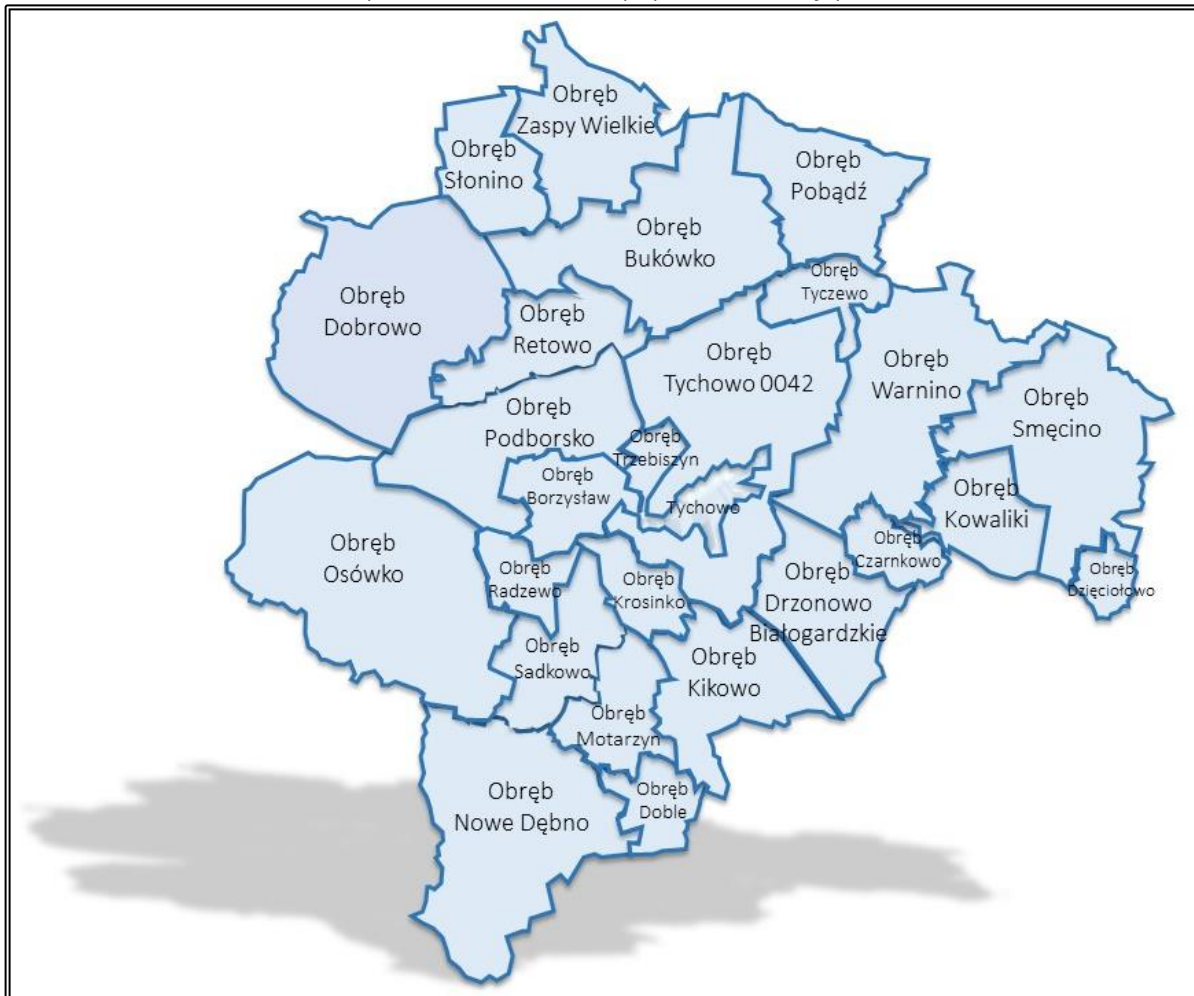 Obręb
Zaspy Wielkie
Obręb
Słonino
Obręb
Pobądź
Obręb
Bukówko
Obręb
Tyczewo
Obręb
Dobrowo
Obręb
Retowo
Obręb
Tychowo 0042
Obręb
Warnino
Obręb
Smęcino
Obręb
Podborsko
Obręb
Trzebiszyn
Obręb
Borzysław
Tychowo
Obręb
Kowaliki
Obręb
Czarnkowo
Obręb
Osówko
Obręb
Radzewo
Obręb
Krosinko
Obręb
Drzonowo
Białogardzkie
Obręb
Dzięciołowo
Obręb
Sadkowo
Obręb
Kikowo
Obręb
Motarzyn
Obręb
Nowe Dębno
Obręb
Doble